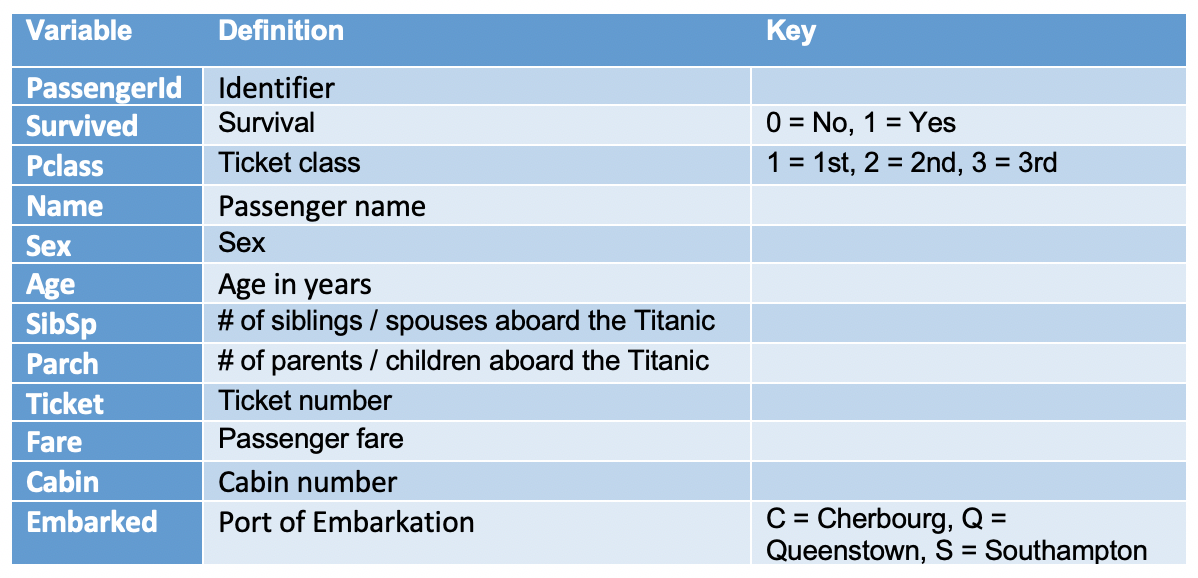 Variable Definition Key
PassengerId Identifier
Survived Survival 0 = No, 1 = Yes
Pclass Ticket class 1 = 1st, 2 = 2nd, 3 = 3rd
Name Passenger name
Sex Sex
Age Age in years
SibSp # of siblings / spouses aboard the Titanic
Parch # of parents / children aboard the Titanic
Ticket Ticket number
Fare Passenger fare
Cabin Cabin number
Embarked Port of Embarkation C = Cherbourg, Q =
Queenstown, S = Southampton